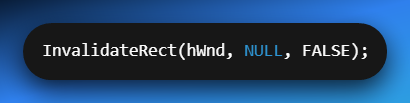 InvalidateRect(hWnd, NULL, FALSE);